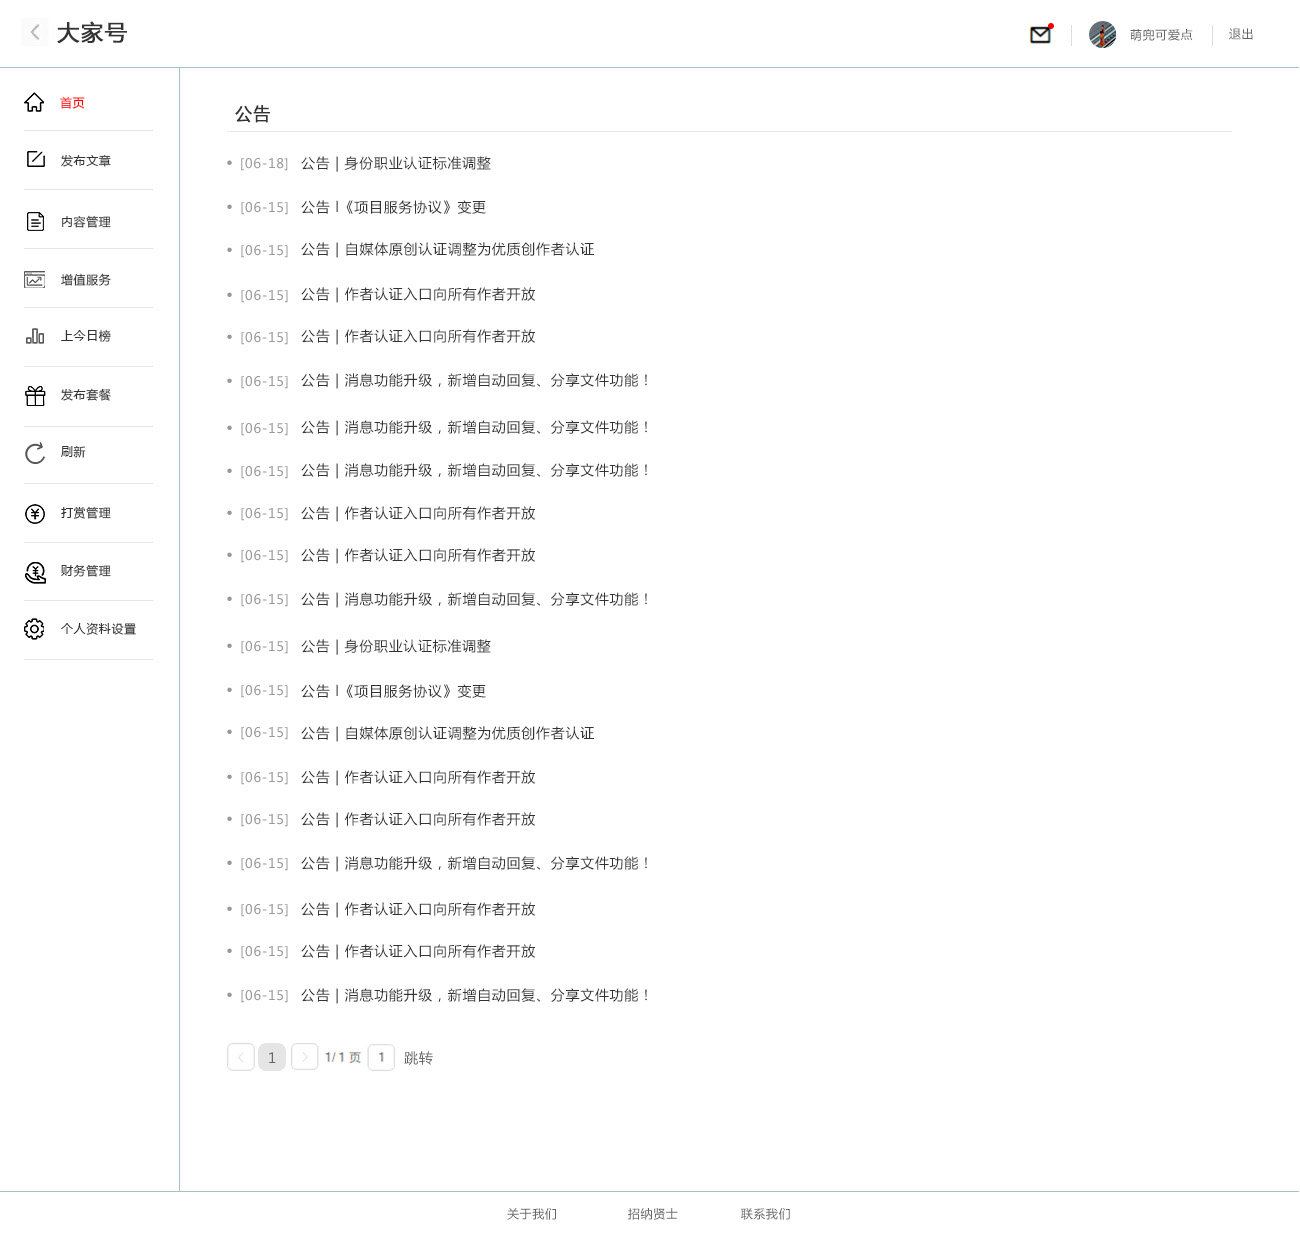 大家号
萌兜可爱点
退出
首页
发布文章
内容管理
增值服务
上今日榜
发布套餐
刷新
打赏管理
财务管理
个人资料设置
公告
[06-18] 公告 | 身份职业认证标准调整
[06-15] 公告 |《项目服务协议》变更
[06-15] 公告 | 自媒体原创认证调整为优质创作者认证
[06-15] 公告 | 作者认证入口向所有作者开放
[06-15] 公告 | 作者认证入口向所有作者开放
[06-15] 公告 | 消息功能升级，新增自动回复、分享文件功能！
[06-15] 公告 | 消息功能升级，新增自动回复、分享文件功能！
[06-15] 公告 | 消息功能升级，新增自动回复、分享文件功能！
[06-15] 公告 | 作者认证入口向所有作者开放
[06-15] 公告 | 作者认证入口向所有作者开放
[06-15] 公告 | 消息功能升级，新增自动回复、分享文件功能！
[06-15] 公告 | 身份职业认证标准调整
[06-15] 公告 |《项目服务协议》变更
[06-15] 公告 | 自媒体原创认证调整为优质创作者认证
[06-15] 公告 | 作者认证入口向所有作者开放
[06-15] 公告 | 作者认证入口向所有作者开放
[06-15] 公告 | 消息功能升级，新增自动回复、分享文件功能！
[06-15] 公告 | 作者认证入口向所有作者开放
[06-15] 公告 | 作者认证入口向所有作者开放
[06-15] 公告 | 消息功能升级，新增自动回复、分享文件功能！
1 1/1 页 1 跳转
关于我们 招纳贤士 联系我们